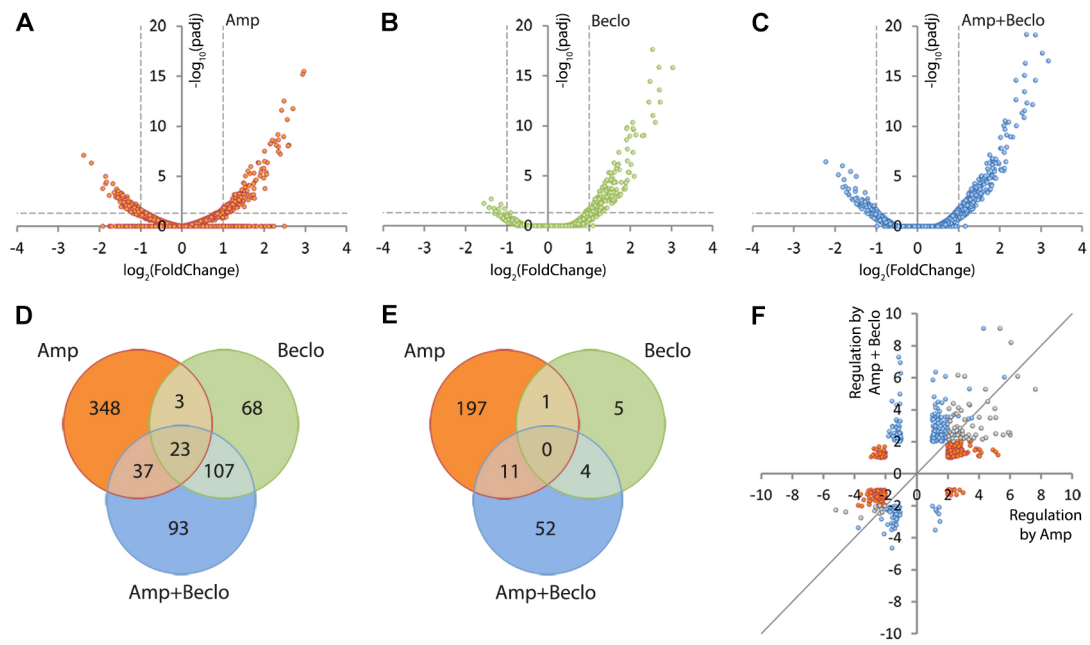 A
Amp
20
15
10
5
0
-log10(padj)
-4 -3 -2 -1 0 1 2 3 4
log2(FoldChange)
B
Beclo
20
15
10
5
0
-log10(padj)
-4 -3 -2 -1 0 1 2 3 4
log2(FoldChange)
C
Amp+Beclo
20
15
10
5
0
-log10(padj)
-4 -3 -2 -1 0 1 2 3 4
log2(FoldChange)
D
Amp
Beclo
348
3
68
23
37
107
93
Amp+Beclo
E
Amp
Beclo
197
1
5
0
11
4
52
Amp+Beclo
F
Regulation by
Amp + Beclo
10
8
6
4
2
0
-2
-4
-6
-8
-10
-10 -8 -6 -4 -2 0 2 4 6 8 10
Regulation
by Amp